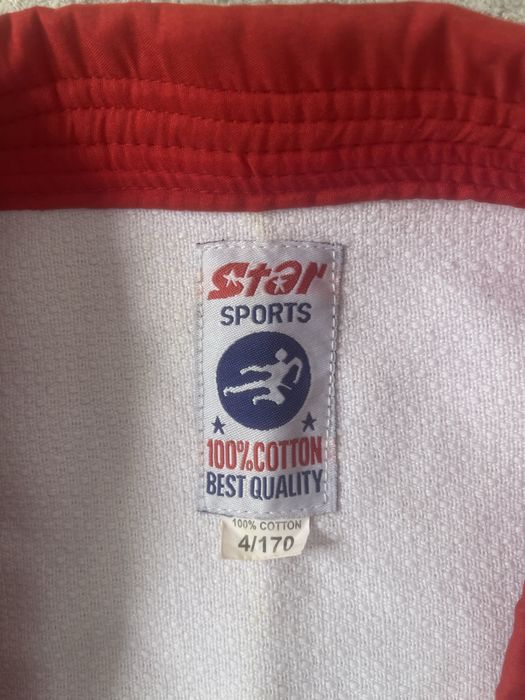 Star
SPORTS
100% COTTON
BEST QUALITY
100% COTTON
4/170